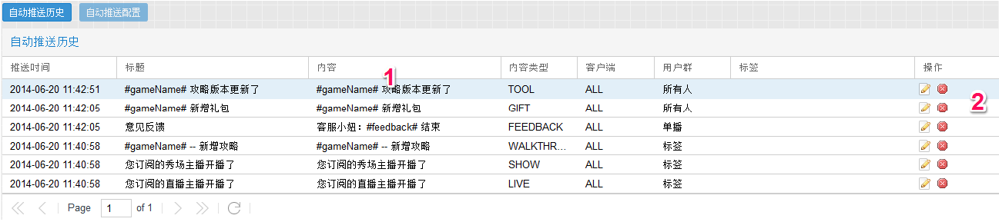 自动推送历史 自动推送配置
自动推送历史
推送时间 标题 内容 内容类型 客户端 用户群 标签 操作
1
2014-06-20 11:42:51 #gameName# 攻略版本更新了 #gameName# 攻略版本更新了 TOOL ALL 所有人
2
2014-06-20 11:42:05 #gameName# 新增礼包 #gameName# 新增礼包 GIFT ALL 所有人
2014-06-20 11:42:05 意见反馈 客服小妞：#feedback# 结束 FEEDBACK ALL 单播
2014-06-20 11:40:58 #gameName# -- 新增攻略 #gameName# -- 新增攻略 WALKTHR... ALL 标签
2014-06-20 11:40:58 您订阅的秀场主播开播了 您订阅的秀场主播开播了 SHOW ALL 标签
2014-06-20 11:40:58 您订阅的直播主播开播了 您订阅的直播主播开播了 LIVE ALL 标签
Page 1 of 1